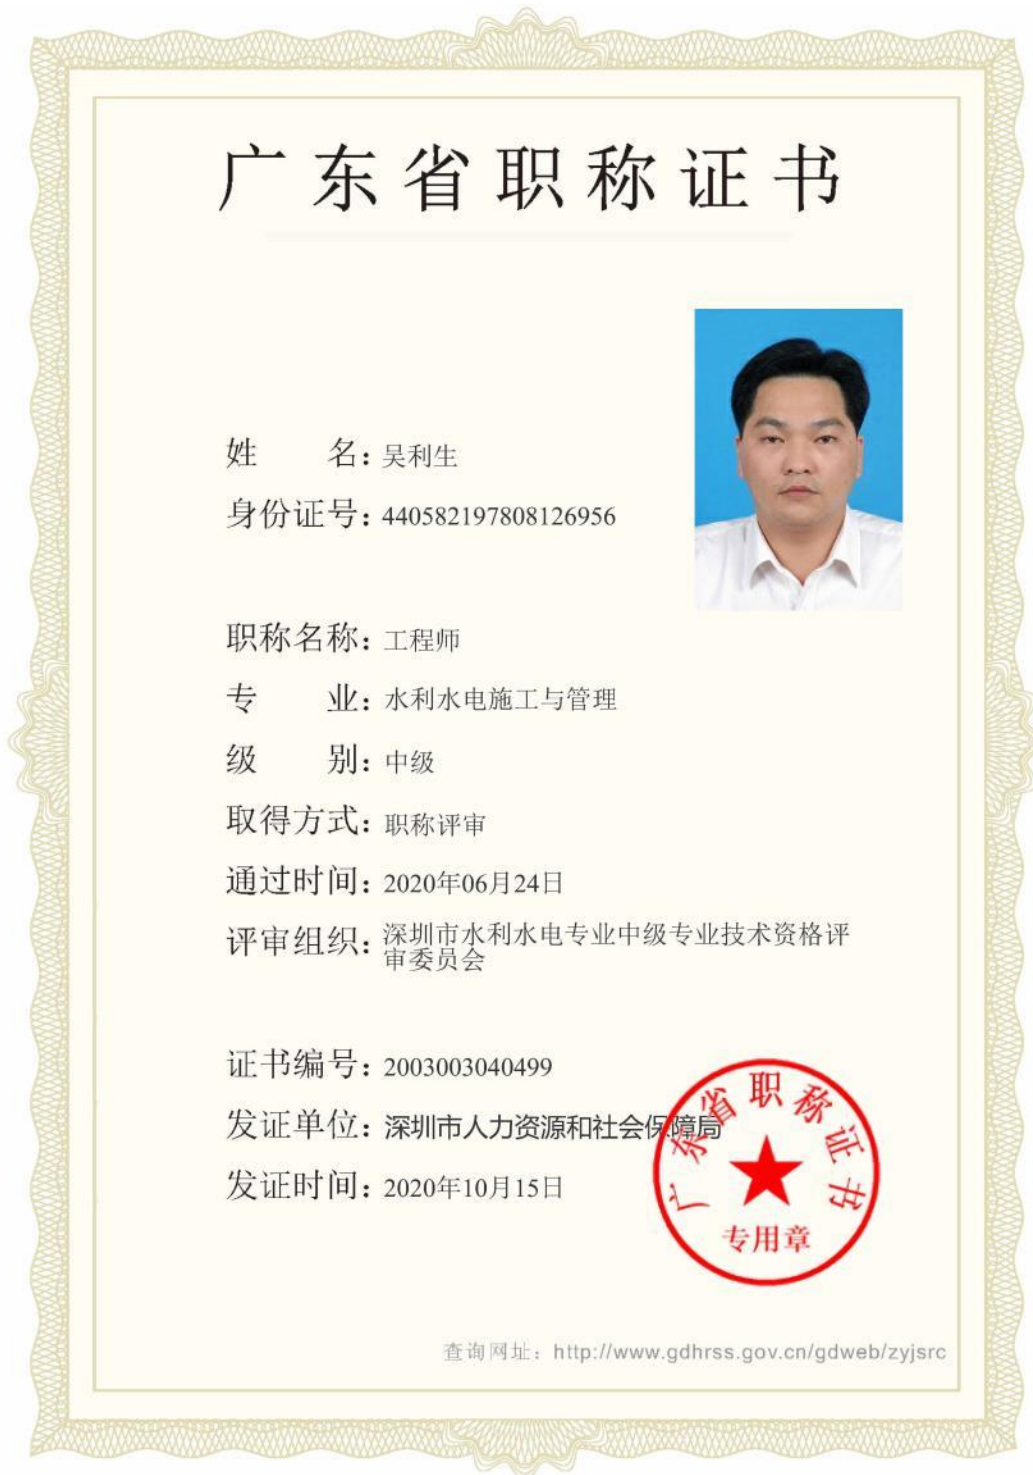 广东省职称证书
姓 名：吴利生
身份证号：440582197808126956
职称名称：工程师
专 业：水利水电施工与管理
级 别：中级
取得方式：职称评审
通过时间：2020年06月24日
评审组织：深圳市水利水电专业中级专业技术资格评
审委员会
证书编号：2003003040499
发证单位：深圳市人力资源和社会保障局
发证时间：2020年10月15日
广东省职称证书
专用章
查询网址：http://www.gdhrss.gov.cn/gdweb/zyjsrc